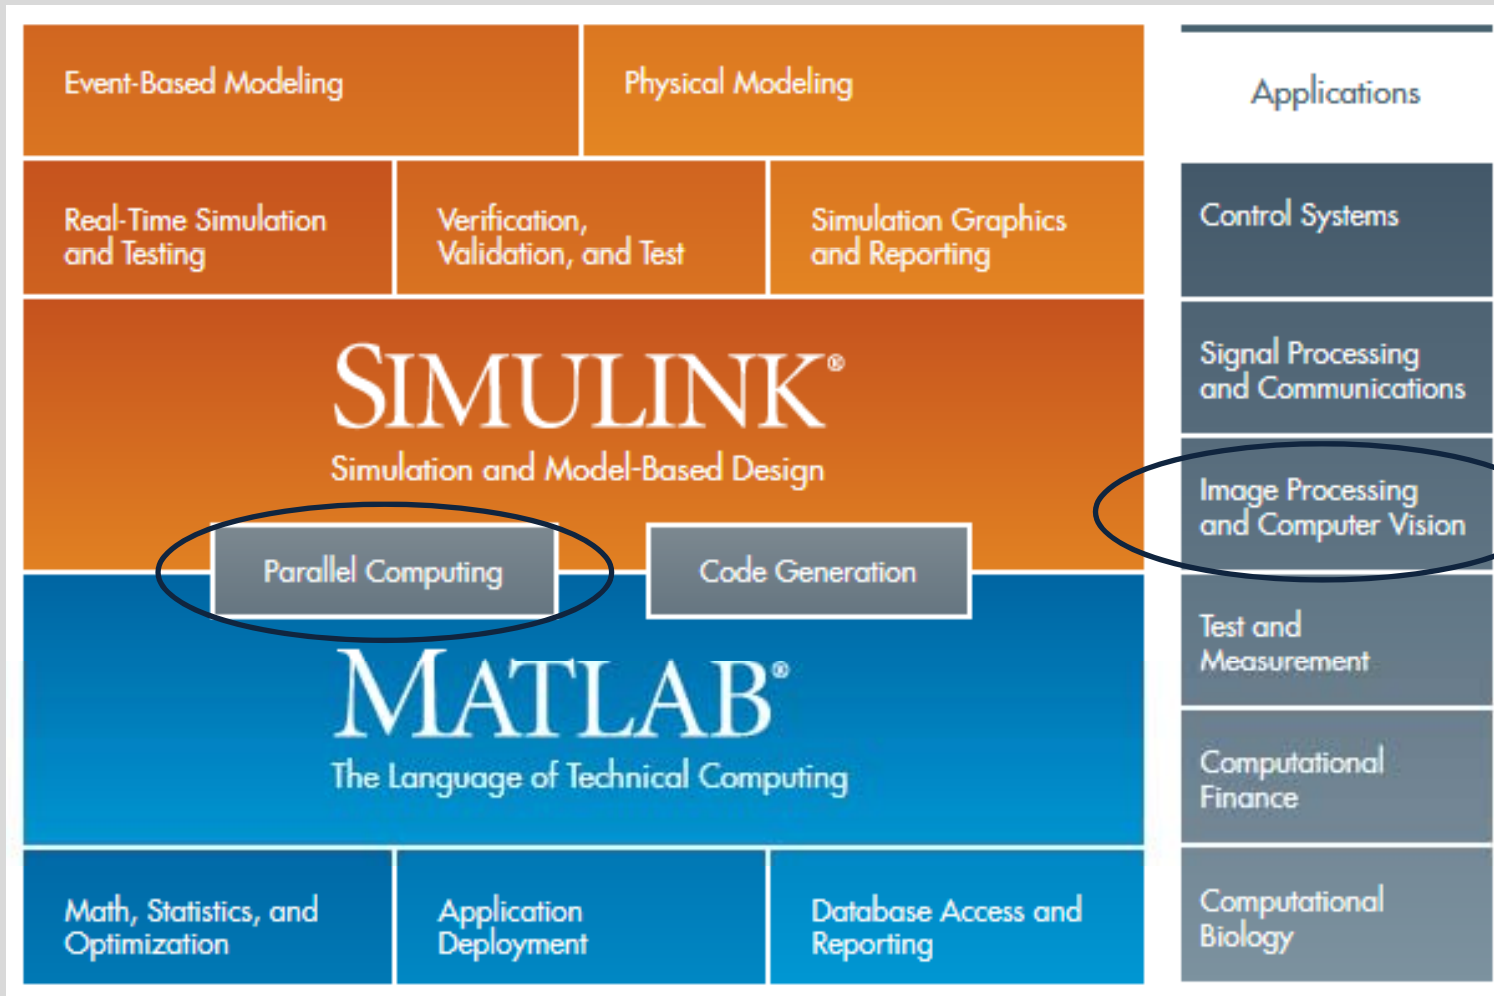 Event-Based Modeling
Physical Modeling
Real-Time Simulation
and Testing
Verification,
Validation, and Test
Simulation Graphics
and Reporting
SIMULINK®
Simulation and Model-Based Design
Parallel Computing
Code Generation
MATLAB®
The Language of Technical Computing
Math, Statistics, and
Optimization
Application
Deployment
Database Access and
Reporting
Applications
Control Systems
Signal Processing
and Communications
Image Processing
and Computer Vision
Test and
Measurement
Computational
Finance
Computational
Biology